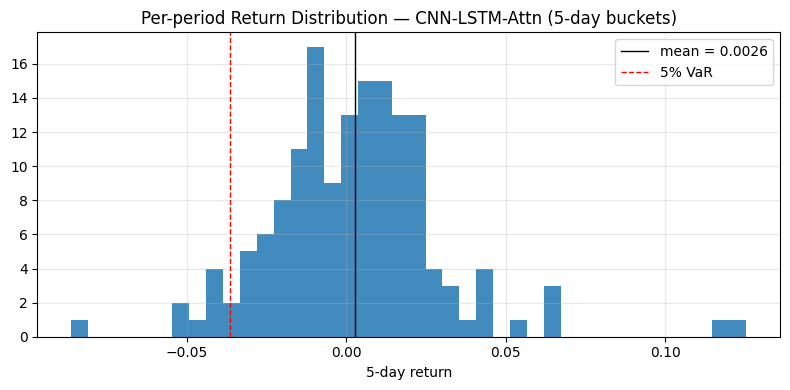 Per-period Return Distribution — CNN-LSTM-Attn (5-day buckets)
mean = 0.0026
5% VaR
16
14
12
10
8
6
4
2
0
−0.05 0.00 0.05 0.10
5-day return